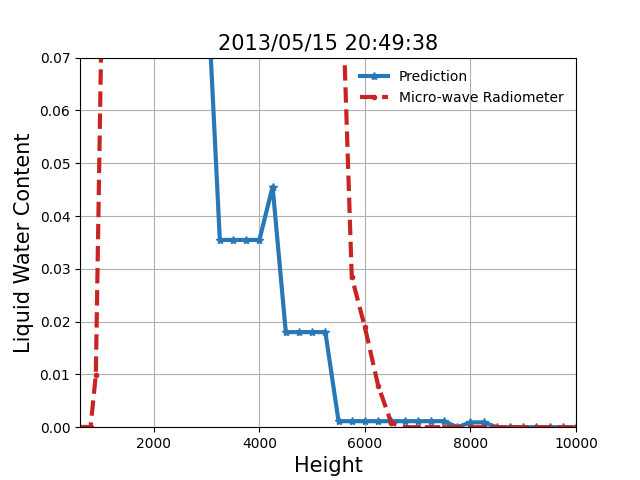 2013/05/15 20:49:38
Prediction
Micro-wave Radiometer
0.07
0.06
0.05
0.04
0.03
0.02
0.01
0.00
Liquid Water Content
2000 4000 6000 8000 10000
Height